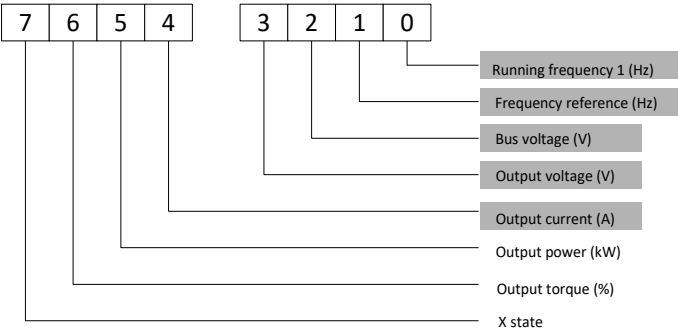 7 6 5 4 3 2 1 0
Running frequency 1 (Hz)
Frequency reference (Hz)
Bus voltage (V)
Output voltage (V)
Output current (A)
Output power (kW)
Output torque (%)
X state